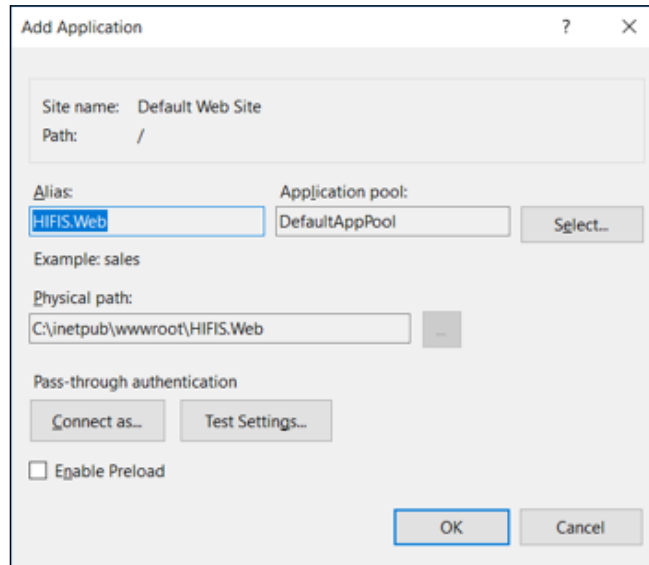 Add Application
? ×
Site name: Default Web Site
Path: /
Alias: Application pool:
HIFIS.Web DefaultAppPool Select...
Example: sales
Physical path:
C:\inetpub\wwwroot\HIFIS.Web ...
Pass-through authentication
Connect as... Test Settings...
Enable Preload
OK Cancel